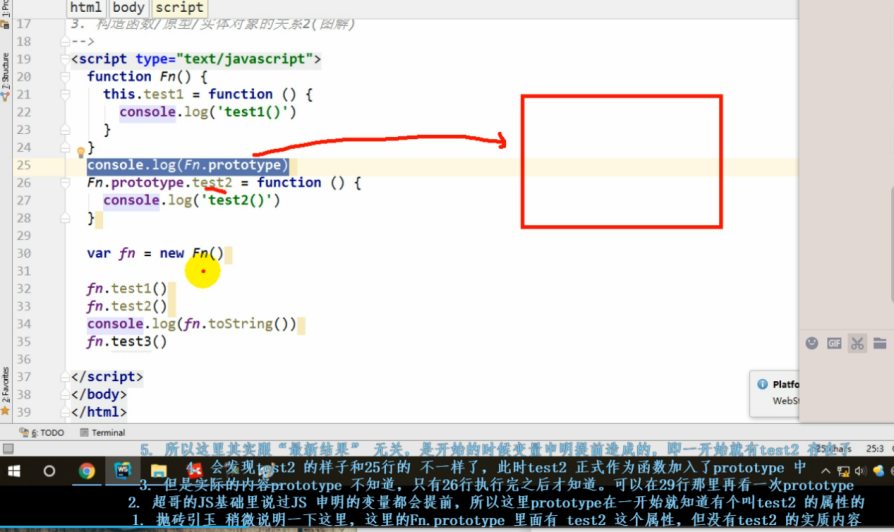 html body script
17 3. 构造函数/原型/实体对象的关系2(图解)
18 -->
19 <script type="text/javascript">
20 function Fn() {
21 this.test1 = function () {
22 console.log('test1()')
23 }
24 }
25 console.log(Fn.prototype)
26 Fn.prototype.test2 = function () {
27 console.log('test2()')
28 }
29
30 var fn = new Fn()
31
32 fn.test1()
33 fn.test2()
34 console.log(fn.toString())
35 fn.test3()
36
37 </script>
38 </body>
39 </html>
2: Structure
2: Favorites
GIF
Platfo
WebSt
6: TODO Terminal
25:3
5. 所以这里其实跟“最新结果” 无关，是开始的时候变量申明提前造成的，即一开始就有test2
4. 会发现test2 的样子和25行的 不一样了，此时test2 正式作为函数加入了prototype 中
3. 但是实际的内容prototype 不知道，只有26行执行完之后才知道。可以在29行那里再看一次prototype
2. 超哥的JS基础里说过JS 申明的变量都会提前，所以这里prototype在一开始就知道有个叫test2 的属性的
1. 抛砖引玉 稍微说明一下这里，这里的Fn.prototype 里面有 test2 这个属性，但没有test2 的实质内容